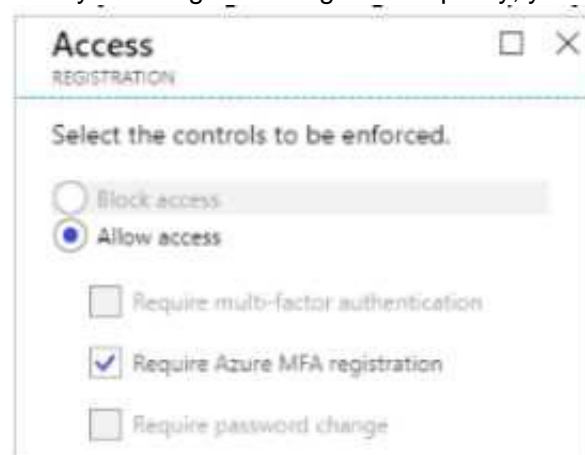 Access
REGISTRATION
Select the controls to be enforced.
Block access
Allow access
Require multi-factor authentication
Require Azure MFA registration
Require password change